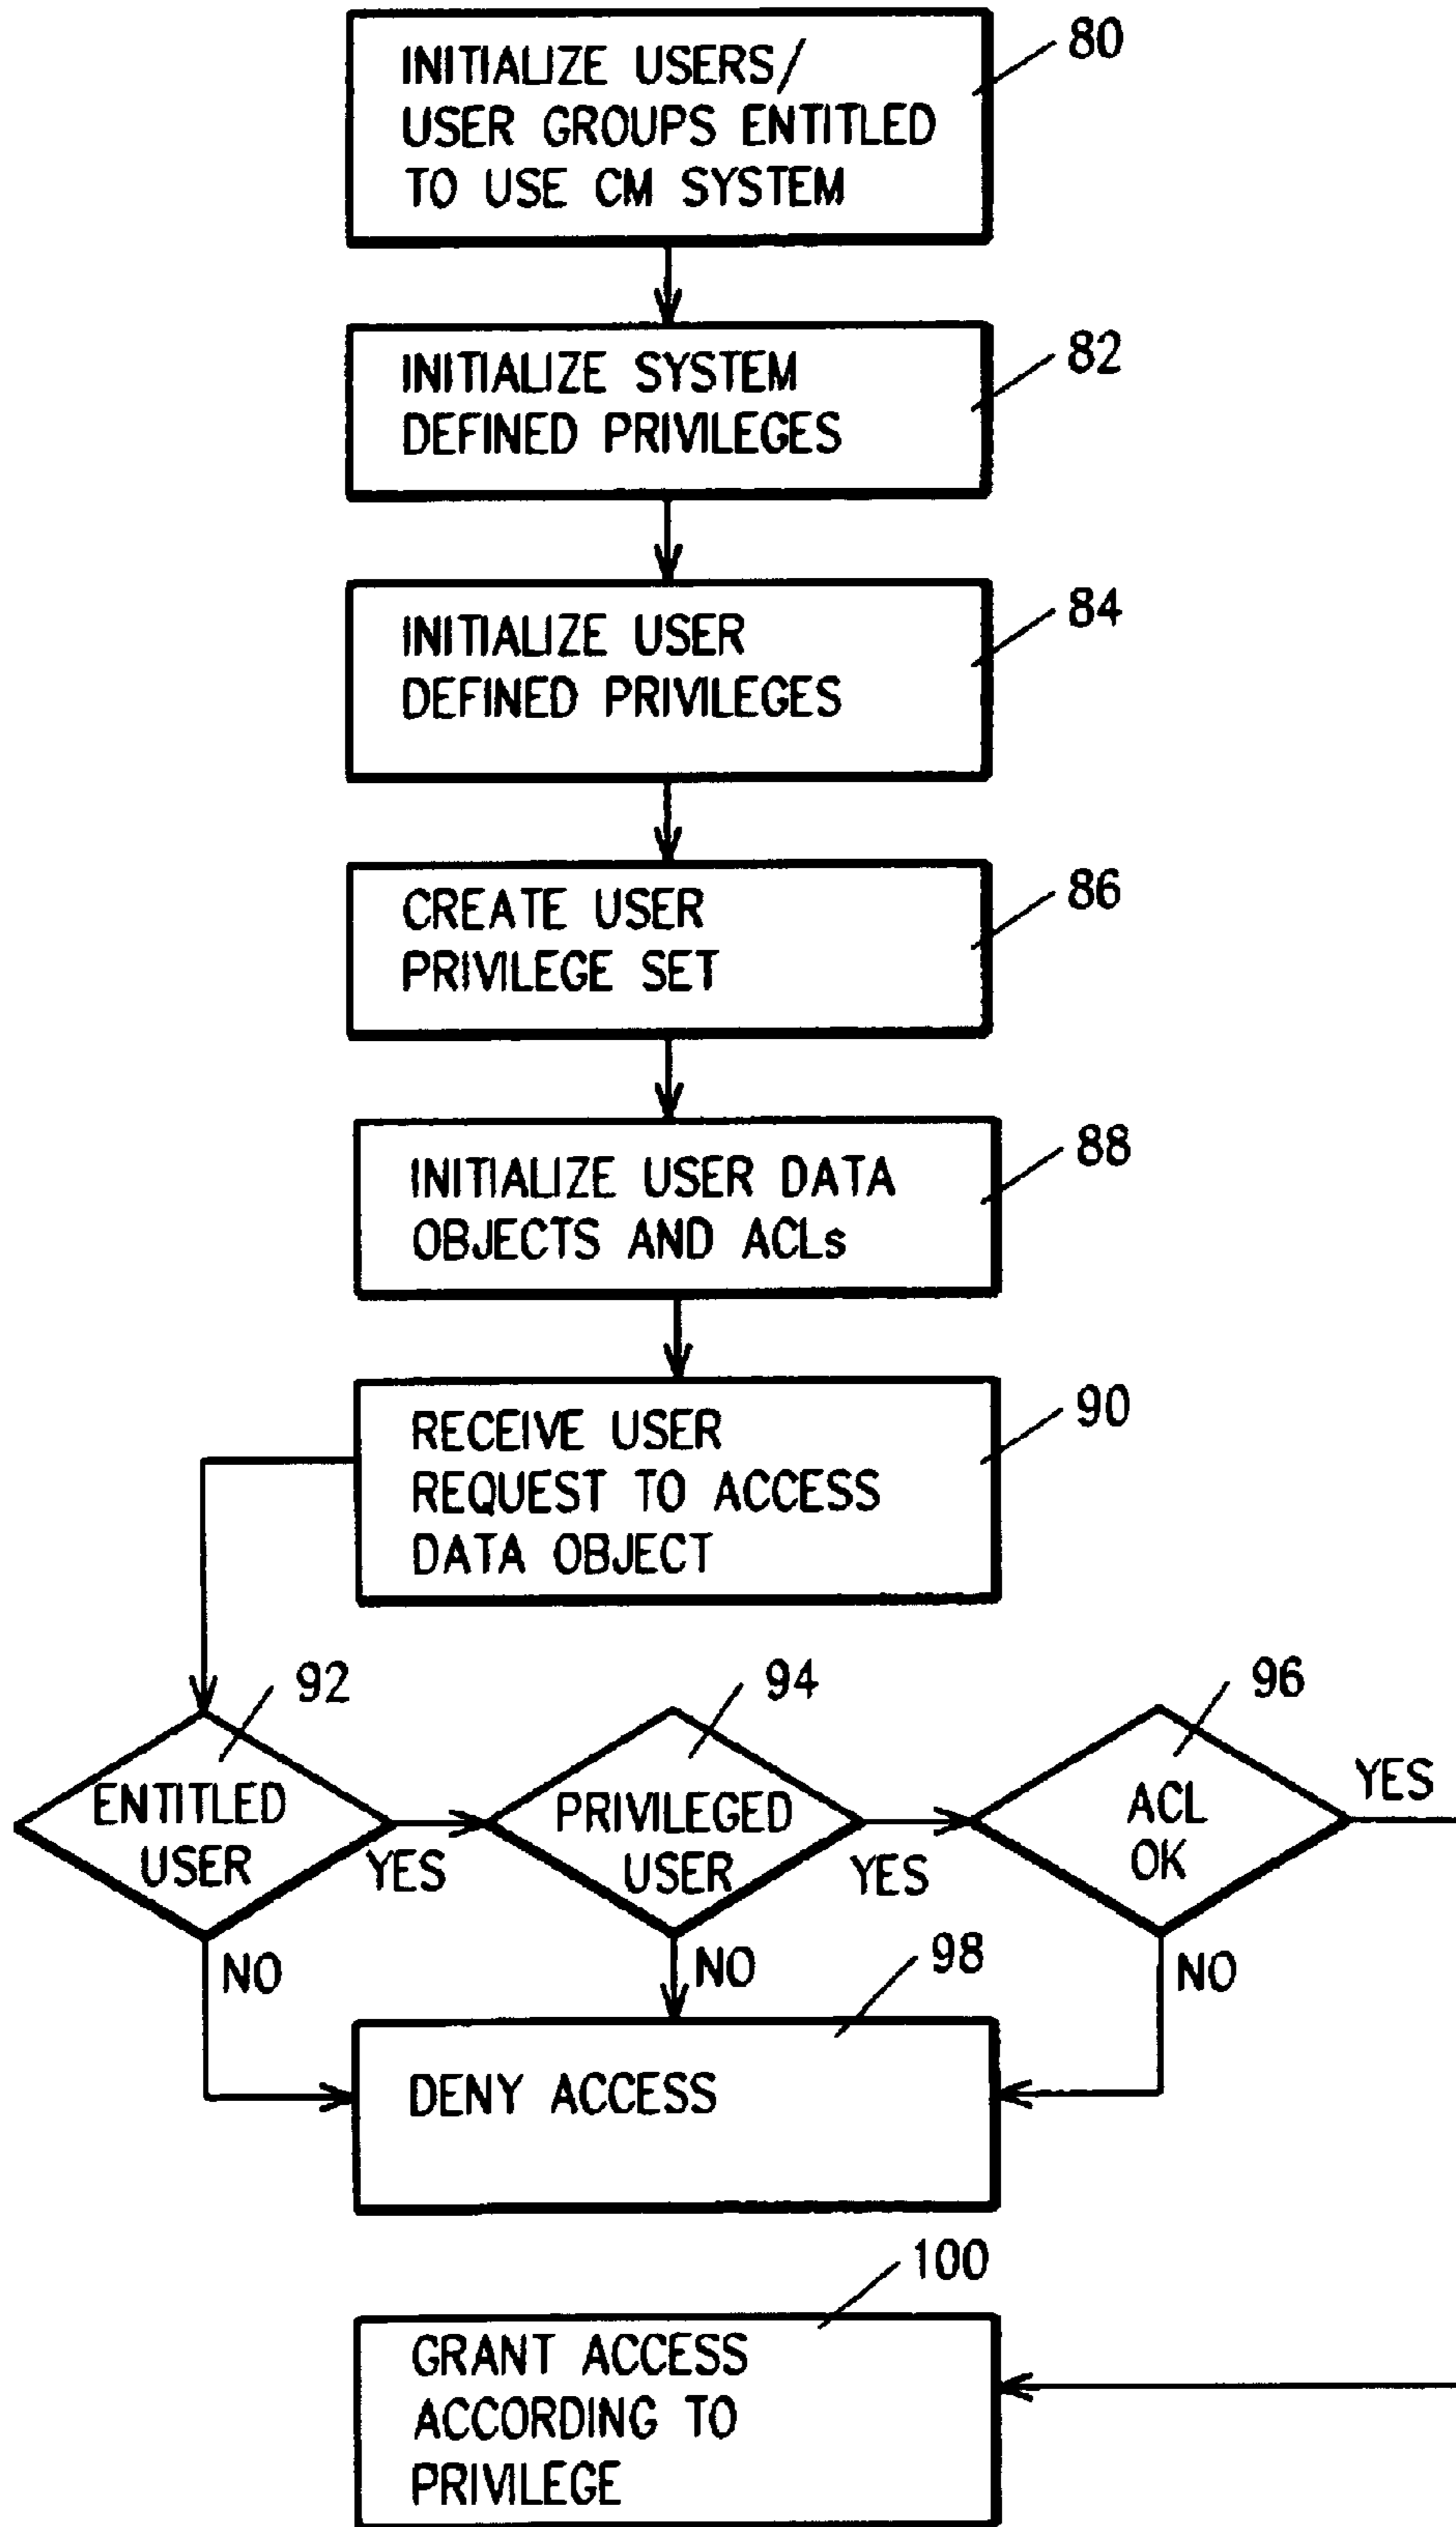 INITIALIZE USERS/
USER GROUPS ENTITLED
TO USE CM SYSTEM
80
INITIALIZE SYSTEM
DEFINED PRIVILEGES
82
INITIALIZE USER
DEFINED PRIVILEGES
84
CREATE USER
PRIVILEGE SET
86
INITIALIZE USER DATA
OBJECTS AND ACLs
88
RECEIVE USER
REQUEST TO ACCESS
DATA OBJECT
90
92
ENTITLED
USER
YES
NO
94
PRIVILEGED
USER
YES
NO
96
ACL
OK
YES
NO
98
DENY ACCESS
100
GRANT ACCESS
ACCORDING TO
PRIVILEGE